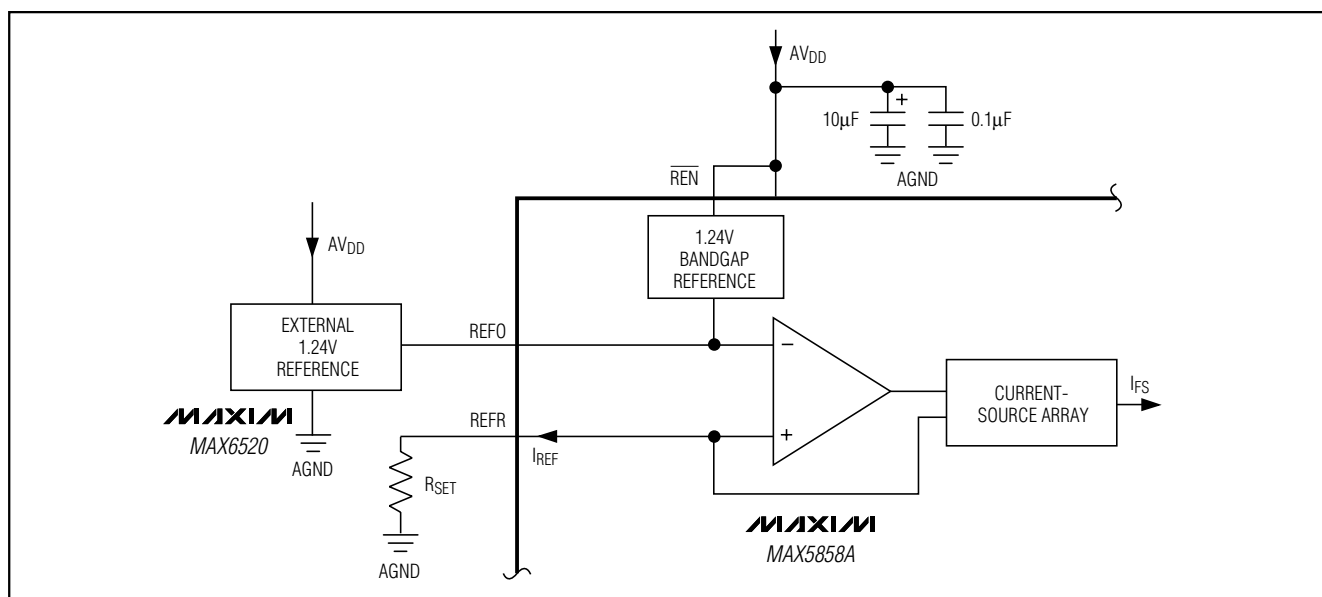 AVDD
10µF
+
0.1µF
REN
AGND
AVDD
1.24V
BANDGAP
REFERENCE
EXTERNAL
1.24V
REFERENCE
REFO
−
CURRENT-
SOURCE ARRAY
IFS
MAXIM
MAX6520
REFR
IREF
+
AGND
RSET
MAXIM
MAX5858A
AGND